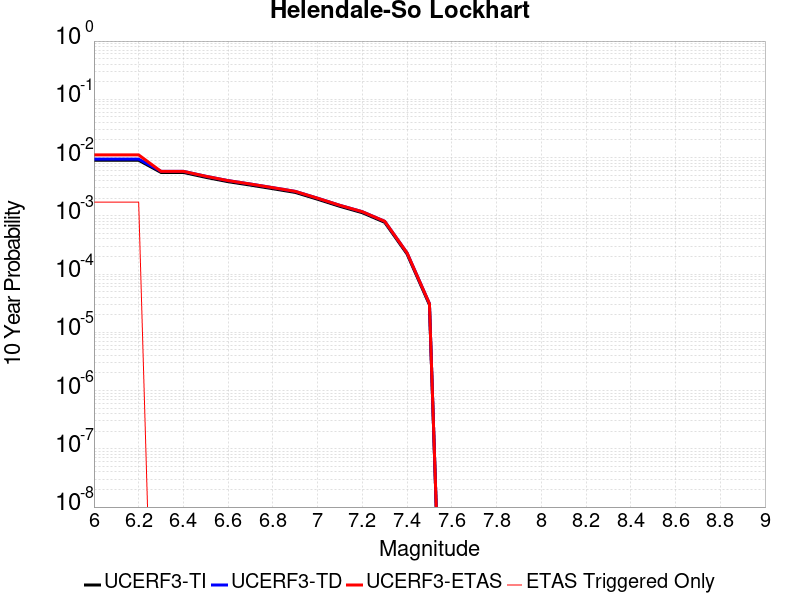 Helendale-So Lockhart
10^0
10^-1
10^-2
10^-3
10^-4
10^-5
10^-6
10^-7
10^-8
10 Year Probability
6 6.2 6.4 6.6 6.8 7 7.2 7.4 7.6 7.8 8 8.2 8.4 8.6 8.8 9
Magnitude
UCERF3-TI UCERF3-TD UCERF3-ETAS ETAS Triggered Only